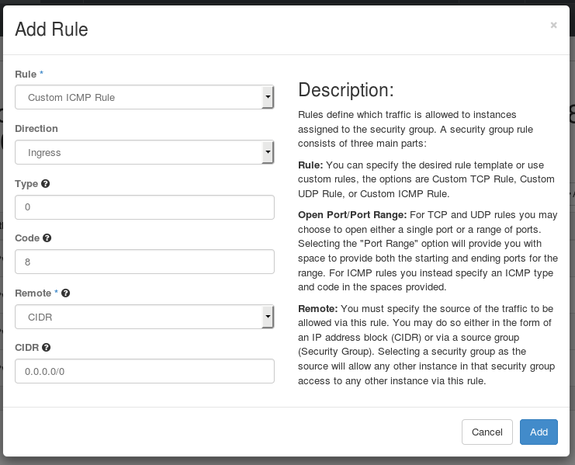 Add Rule
×
Rule *
Custom ICMP Rule
Direction
Ingress
Type ?
0
Code ?
8
Remote * ?
CIDR
CIDR ?
0.0.0.0/0
Description:
Rules define which traffic is allowed to instances
assigned to the security group. A security group rule
consists of three main parts:
Rule: You can specify the desired rule template or use
custom rules, the options are Custom TCP Rule, Custom
UDP Rule, or Custom ICMP Rule.
Open Port/Port Range: For TCP and UDP rules you may
choose to open either a single port or a range of ports.
Selecting the "Port Range" option will provide you with
space to provide both the starting and ending ports for the
range. For ICMP rules you instead specify an ICMP type
and code in the spaces provided.
Remote: You must specify the source of the traffic to be
allowed via this rule. You may do so either in the form of
an IP address block (CIDR) or via a source group
(Security Group). Selecting a security group as the
source will allow any other instance in that security group
access to any other instance via this rule.
Cancel
Add